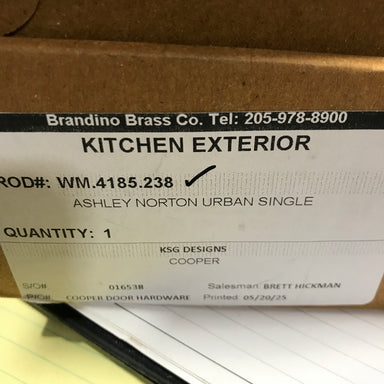 Brandino Brass Co. Tel: 205-978-8900
KITCHEN EXTERIOR
ROD#: WM.4185.238
ASHLEY NORTON URBAN SINGLE
QUANTITY: 1
KSG DESIGNS
COOPER
S/O# 01653B Salesman: BRETT HICKMAN
P/O# COOPER DOOR HARDWARE Printed: 05/20/25